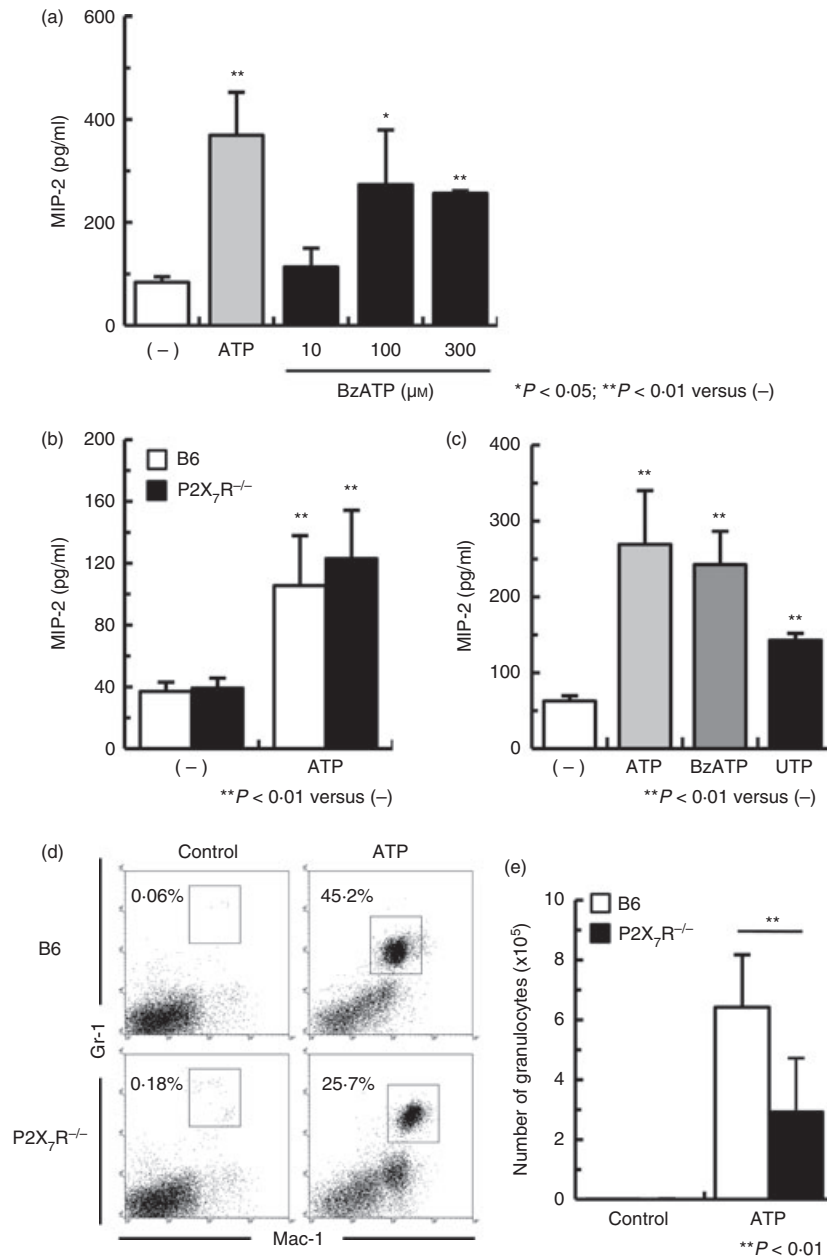 (a)
600
400
200
0
MIP-2 (pg/ml)
**
*
**
(–) ATP 10 100 300
BzATP (μM)
*P < 0·05; **P < 0·01 versus (–)
(b)
200
160
120
80
40
0
MIP-2 (pg/ml)
B6
P2X₇R⁻/⁻
**
**
(–) ATP
**P < 0·01 versus (–)
(c)
400
350
250
150
100
50
0
MIP-2 (pg/ml)
**
**
**
(–) ATP BzATP UTP
**P < 0·01 versus (–)
(d)
Control ATP
B6
0·06% 45·2%
Gr-1
P2X₇R⁻/⁻
0·18% 25·7%
Mac-1
(e)
10
8
6
4
2
0
Number of granulocytes (x10⁵)
B6
P2X₇R⁻/⁻
**
Control ATP
**P < 0·01